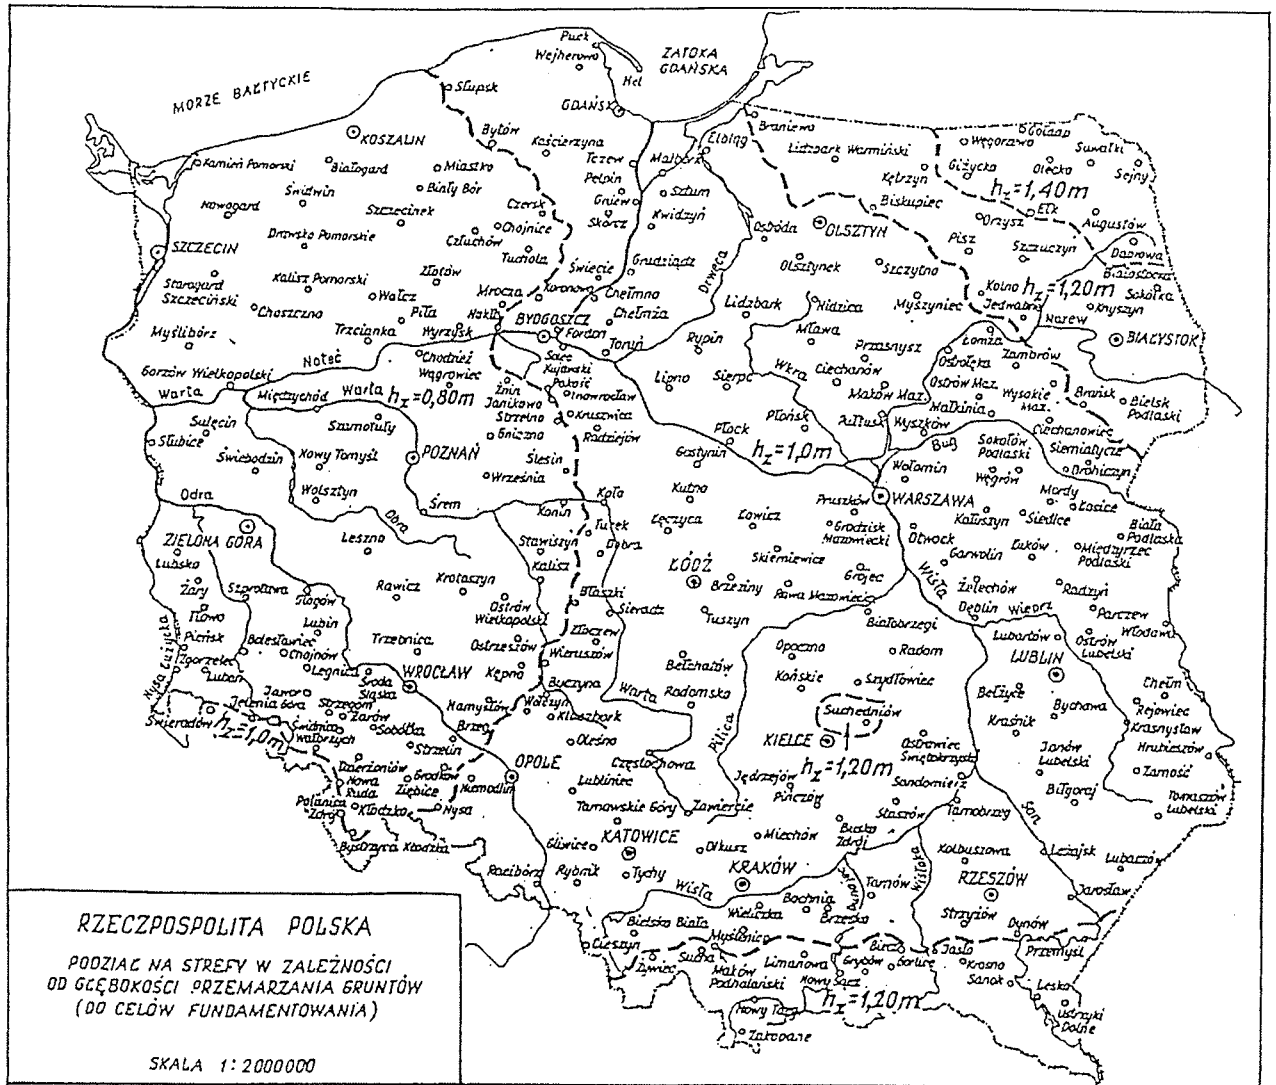 Puck
Wejherowo
ZATOKA
GDAŃSKA
Hel
MORZE BAŁTYCKIE
Słupsk
GDAŃSK
KOSZALIN
Bytów
Kościerzyna
Elbląg
Braniewo
Lidzbark Warmiński
Węgorzewo
Gołdap
Suwałki
Sejny
Olecko
Giżycko
Kętrzyn
hz=1,40m
Kamień Pomorski
Białogard
Miastko
Tczew
Malbork
Pelpin
Sztum
Świdwin
Biały Bór
Gniew
Skórcz
Kwidzyń
Biskupiec
Orzysz
Ełk
Augustów
Nowogard
Szczecinek
Czersk
Chojnice
Człuchów
Ostróda
OLSZTYN
Pisz
Szczuczyn
Dąbrowa
Białostocka
SZCZECIN
Drawsko Pomorskie
Tuchola
Złotów
Świecie
Grudziądz
Drwęca
Olsztynek
Szczytno
Kolno
hz=1,20m
Sokółka
Starogard
Szczeciński
Kalisz Pomorski
Wałcz
Mrocza
Koronowo
Chełmno
Lidzbark
Nidzica
Myszyniec
Jedwabne
Knyszyn
Choszczno
Piła
Nakło
BYDGOSZCZ
Fordon
Chełmża
Narew
BIAŁYSTOK
Myślibórz
Trzcianka
Wyrzysk
Toruń
Rypin
Mława
Przasnysz
Łomża
Zambrów
Noteć
Chodzież
Wągrowiec
Wkra
Ciechanów
Ostrołęka
Ostrów Maz.
Wysokie
Maz.
Gorzów Wielkopolski
Warta
Międzychód
Warta
hz=0,80m
Żnin
Janikowo
Strzelno
Pakość
Inowrocław
Kruszwica
Lipno
Sierpc
Maków Maz.
Małkinia
Brańsk
Bielsk
Podlaski
Sulęcin
Słubice
Szamotuły
Gniezno
Radziejów
Płońsk
Płock
Pułtusk
Wyszków
Ciechanowiec
Siemiatycze
Drohiczyn
Świebodzin
Nowy Tomyśl
POZNAŃ
Ślesin
Września
Gostynin
hz=1,0m
Bug
Sokołów
Podlaski
Wołomin
Węgrów
Wolsztyn
Odra
Obra
Śrem
Konin
Koło
Kutno
Pruszków
WARSZAWA
Mordy
Łosice
Kałuszyn
Siedlce
Biała
Podlaska
ZIELONA GÓRA
Leszno
Turek
Dobra
Łęczyca
Łowicz
Grodzisk
Mazowiecki
Otwock
Garwolin
Łuków
Międzyrzec
Podlaski
Lubsko
Stawiszyn
Kalisz
Skierniewice
Grójec
Wisła
Żelechów
Radzyń
Żary
Szprotawa
Głogów
Rawicz
Krotoszyn
ŁÓDŹ
Brzeziny
Rawa Mazowiecka
Dęblin
Wieprz
Parczew
Włodawa
Iłowa
Lubin
Ostrów
Wielkopolski
Błaszki
Sieradz
Tuszyn
Białobrzegi
Lubartów
Ostrów
Lubelski
Pieńsk
Bolesławiec
Chojnów
Trzebnica
Ostrzeszów
Złoczew
Opoczno
Radom
LUBLIN
Nysa Łużycka
Zgorzelec
Lubań
Legnica
Środa
Śląska
WROCŁAW
Kępno
Wieruszów
Bełchatów
Końskie
Szydłowiec
Bełżyce
Chełm
Jawor
Jelenia Góra
Strzegom
Żarów
Sobótka
Namysłów
Byczyna
Wołczyn
Kluczbork
Warta
Radomsko
Pilica
Suchedniów
Bychawa
Rejowiec
Krasnystaw
Świeradów
hz=1,0m
Świdnica
Wałbrzych
Brzeg
Strzelin
Olesno
KIELCE
Ostrowiec
Świętokrzyski
Kraśnik
Hrubieszów
Dzierżoniów
Nowa
Ruda
Ziębice
Grodków
Niemodlin
OPOLE
Lubliniec
Częstochowa
Jędrzejów
Pińczów
hz=1,20m
Sandomierz
Janów
Lubelski
Biłgoraj
Zamość
Tomaszów
Lubelski
Polanica
Zdrój
Kłodzko
Nysa
Tarnowskie Góry
Zawiercie
Staszów
Tarnobrzeg
San
Bystrzyca Kłodzka
Gliwice
KATOWICE
Olkusz
Miechów
Busko
Zdrój
Kolbuszowa
Leżajsk
Lubaczów
Racibórz
Rybnik
Tychy
Wisła
KRAKÓW
Tarnów
Wisłoka
RZESZÓW
Jarosław
Wieliczka
Bochnia
Brzesko
Strzyżów
Dynów
Bielsko Biała
Myślenice
Cieszyn
Żywiec
Sucha
Maków
Podhalański
Limanowa
Nowy Sącz
Biecz
Grybów
Gorlice
Jasło
Krosno
Sanok
Przemyśl
hz=1,20m
Lesko
Ustrzyki
Dolne
Nowy Targ
Zakopane
RZECZPOSPOLITA POLSKA
PODZIAŁ NA STREFY W ZALEŻNOŚCI
OD GŁĘBOKOŚCI PRZEMARZANIA GRUNTÓW
(DO CELÓW FUNDAMENTOWANIA)
SKALA 1:2000000